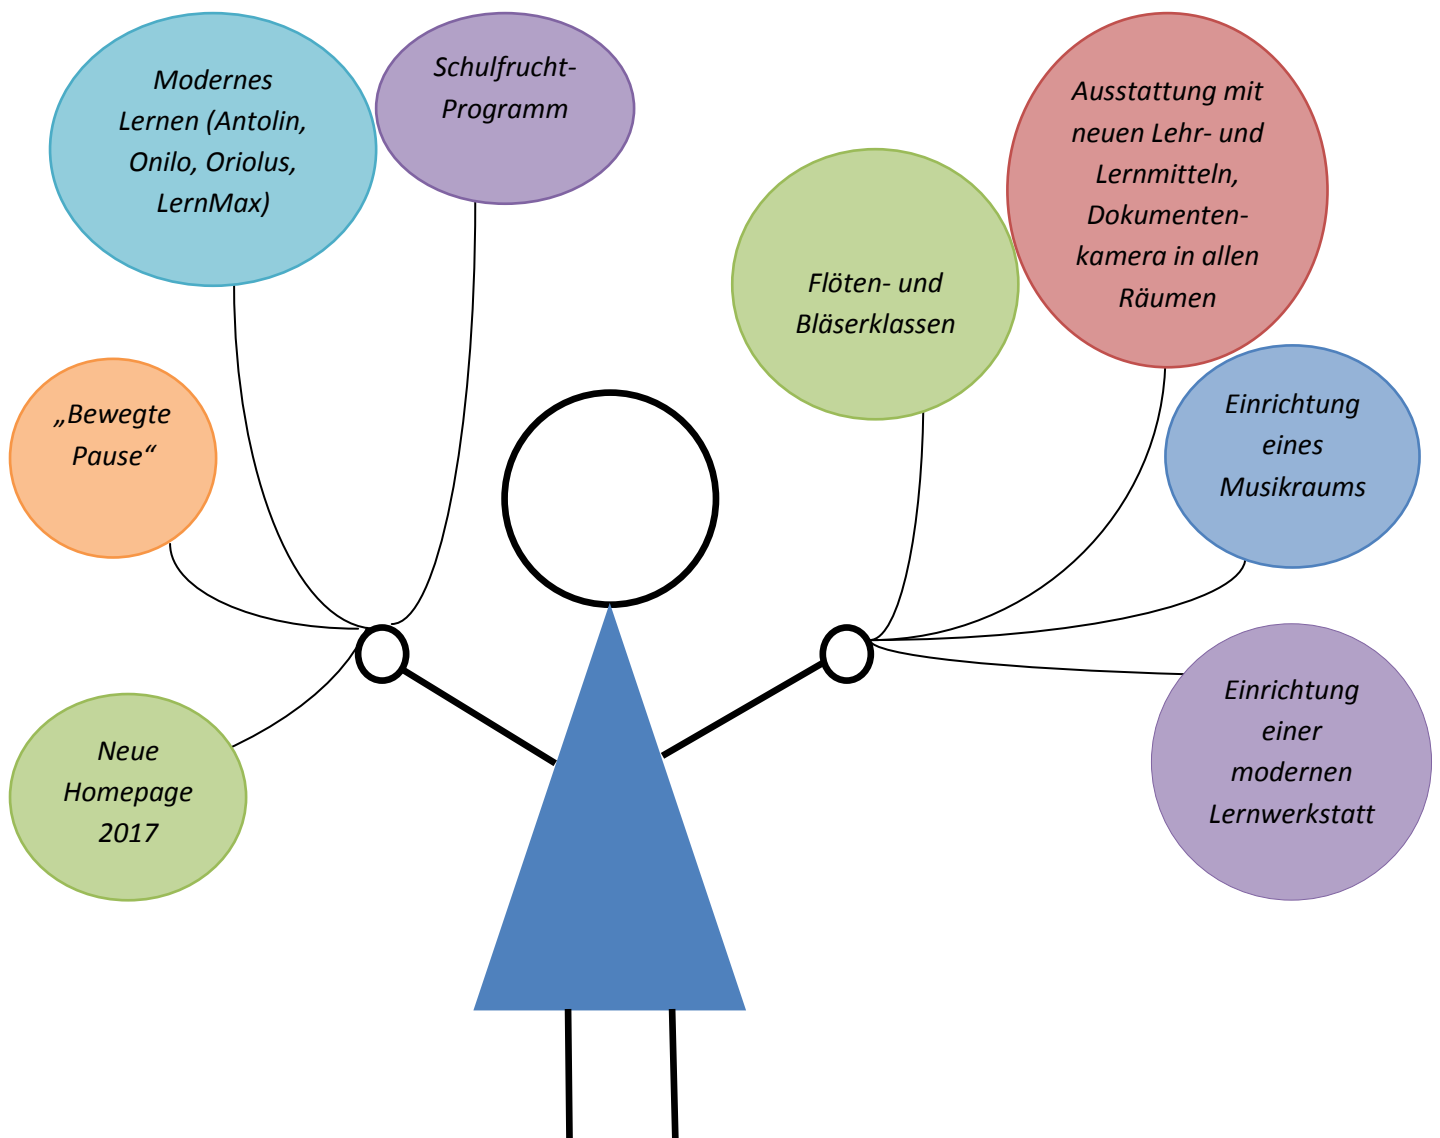 Modernes
Lernen (Antolin,
Onilo, Oriolus,
LernMax)
Schulfrucht-
Programm
Ausstattung mit
neuen Lehr- und
Lernmitteln,
Dokumenten-
kamera in allen
Räumen
Flöten- und
Bläserklassen
„Bewegte
Pause“
Einrichtung
eines
Musikraums
Neue
Homepage
2017
Einrichtung
einer
modernen
Lernwerkstatt